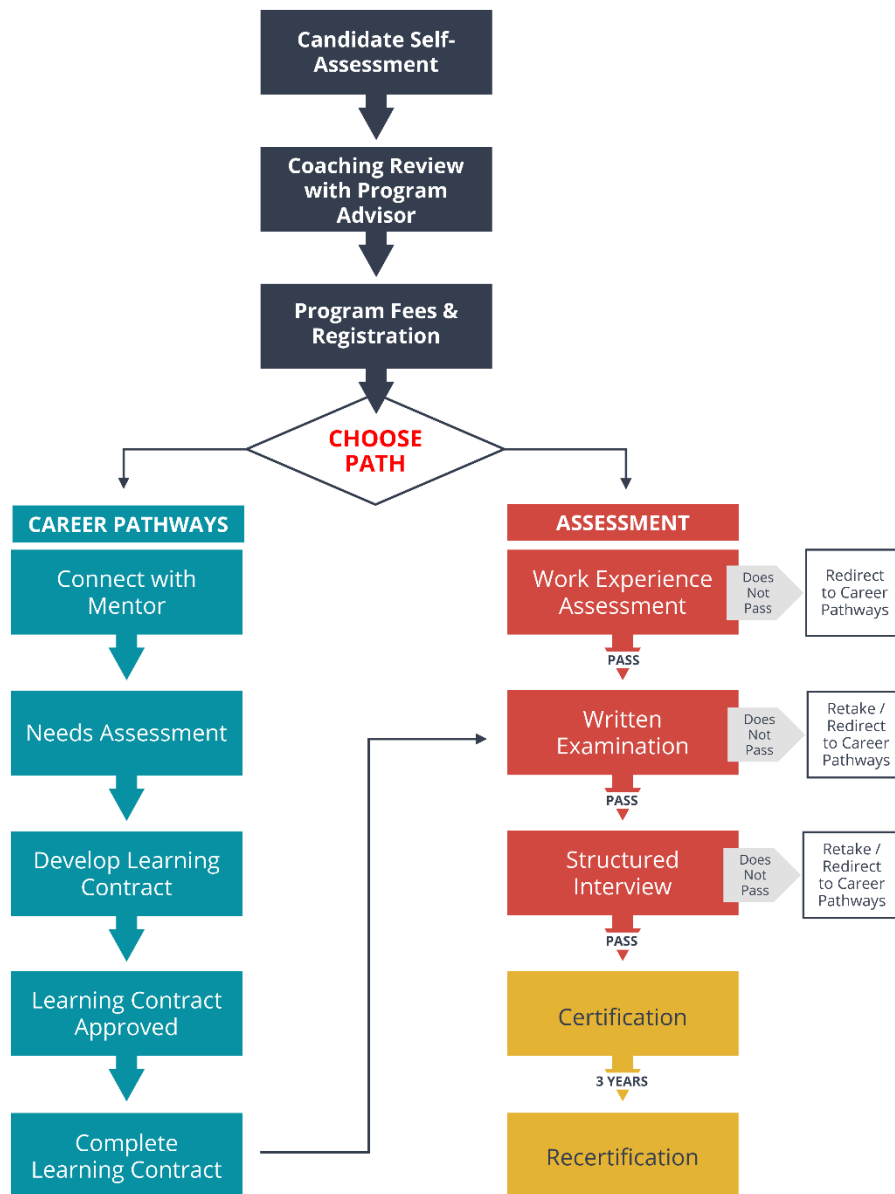 Candidate Self-
Assessment
Coaching Review
with Program
Advisor
Program Fees &
Registration
CHOOSE
PATH
CAREER PATHWAYS
Connect with
Mentor
Needs Assessment
Develop Learning
Contract
Learning Contract
Approved
Complete
Learning Contract
ASSESSMENT
Work Experience
Assessment
Does
Not
Pass
Redirect
to Career
Pathways
PASS
Written
Examination
Does
Not
Pass
Retake /
Redirect
to Career
Pathways
PASS
Structured
Interview
Does
Not
Pass
Retake /
Redirect
to Career
Pathways
PASS
Certification
3 YEARS
Recertification